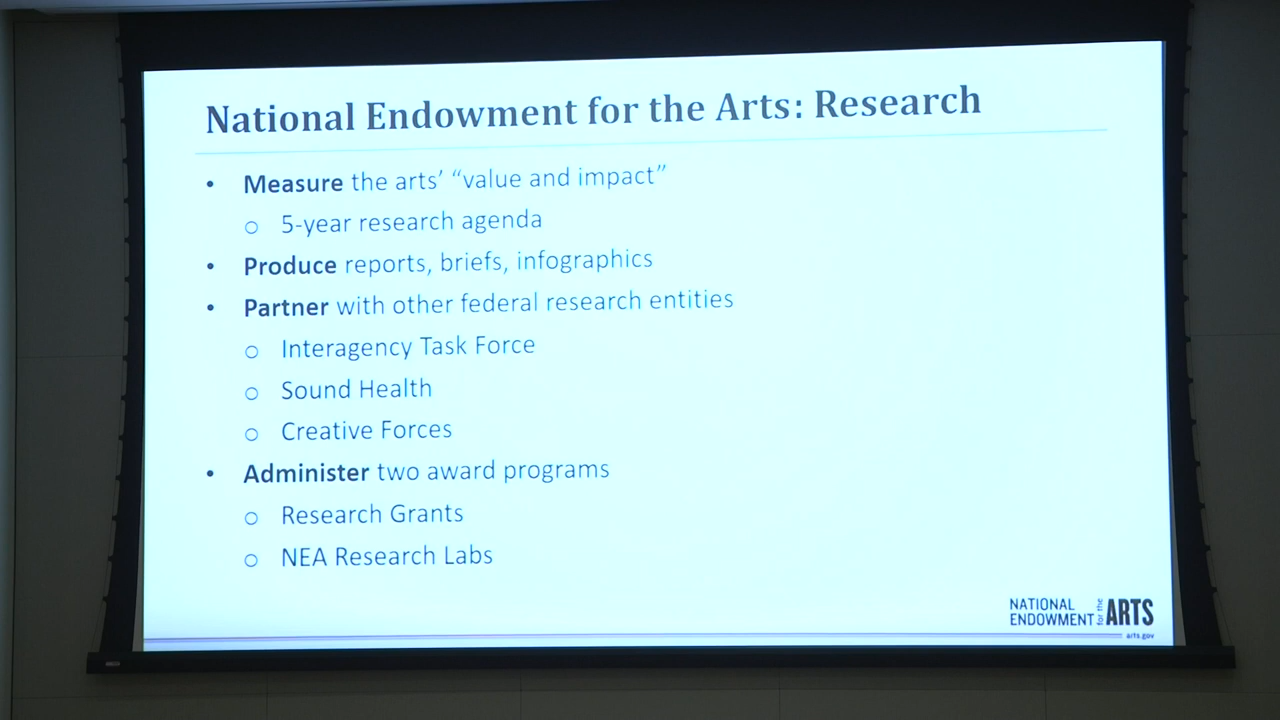 National Endowment for the Arts: Research
• Measure the arts’ “value and impact”
○ 5-year research agenda
• Produce reports, briefs, infographics
• Partner with other federal research entities
○ Interagency Task Force
○ Sound Health
○ Creative Forces
• Administer two award programs
○ Research Grants
○ NEA Research Labs
NATIONAL ENDOWMENT for the ARTS
arts.gov